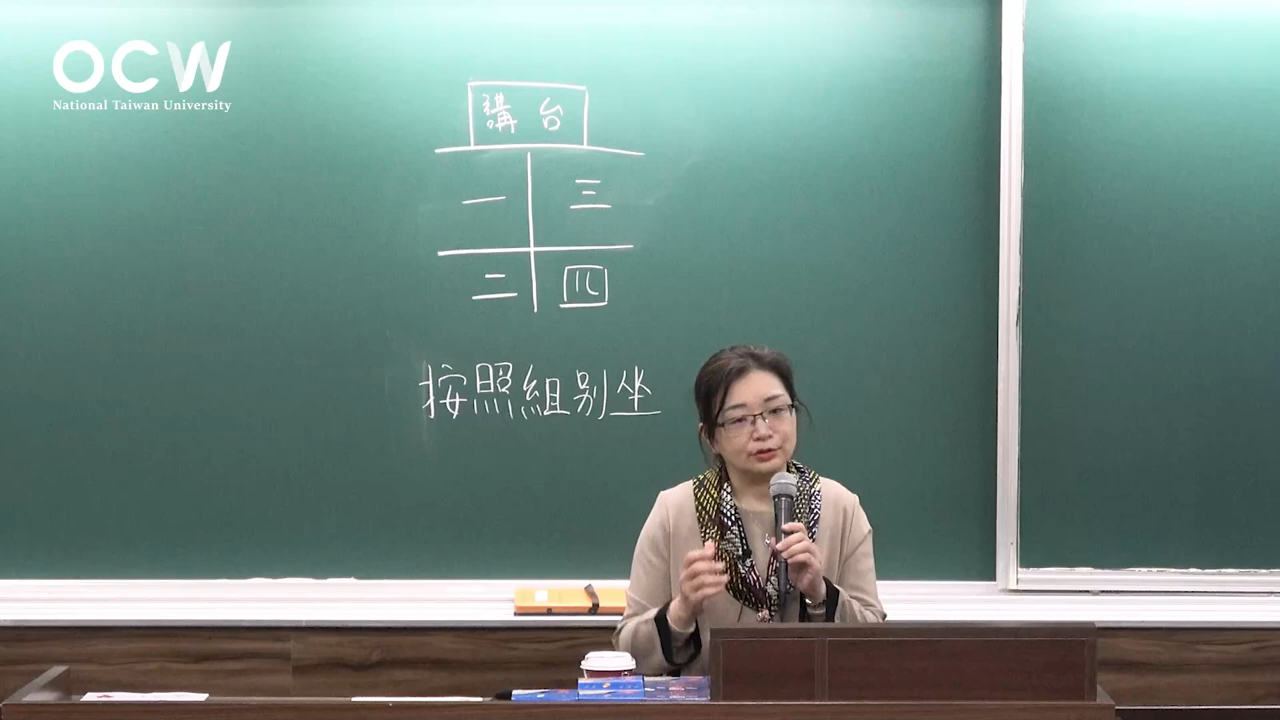 OCW
National Taiwan University
講台
一 三
二 四
按照組別坐